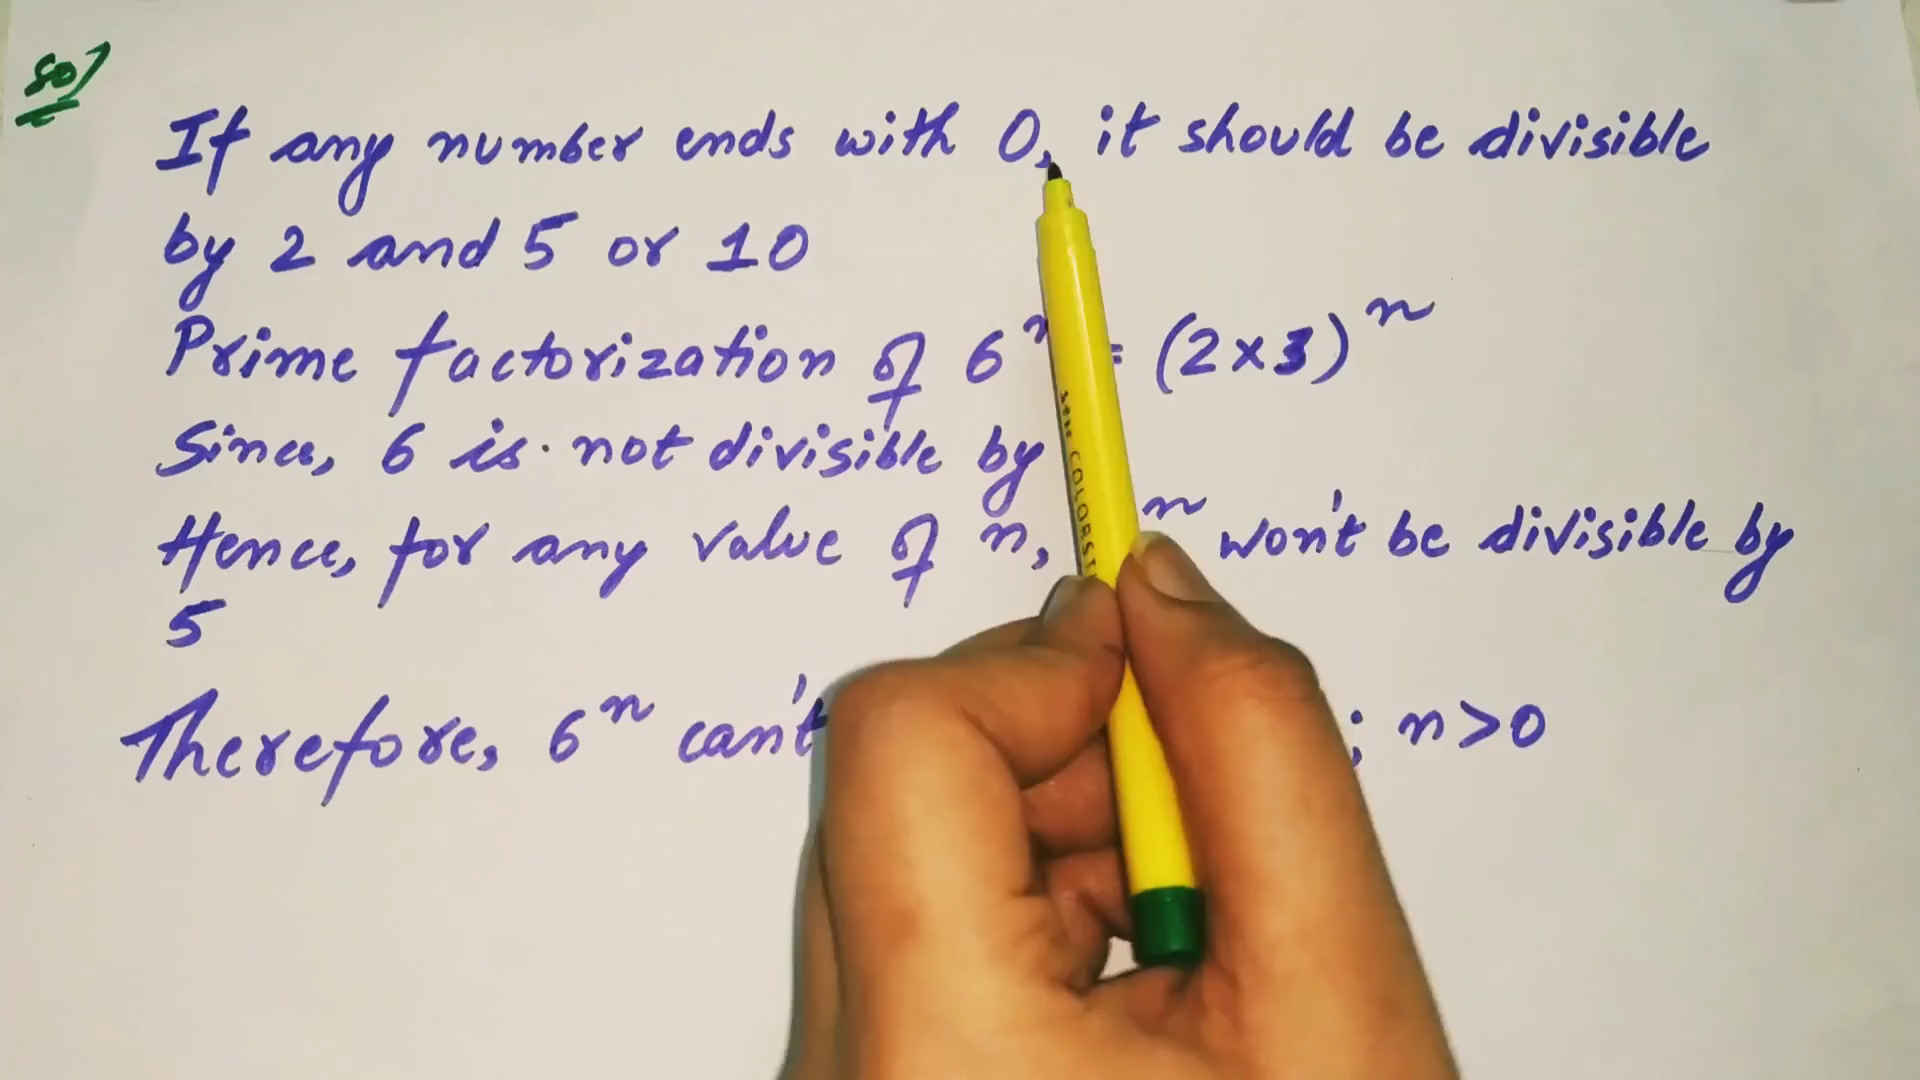 Sol
If any number ends with 0, it should be divisible
by 2 and 5 or 10
Prime factorization of 6ⁿ = (2×3)ⁿ
Since, 6 is not divisible by
Hence, for any value of n, ⁿ won't be divisible by
5
Therefore, 6ⁿ can't ; n>0
COLORST